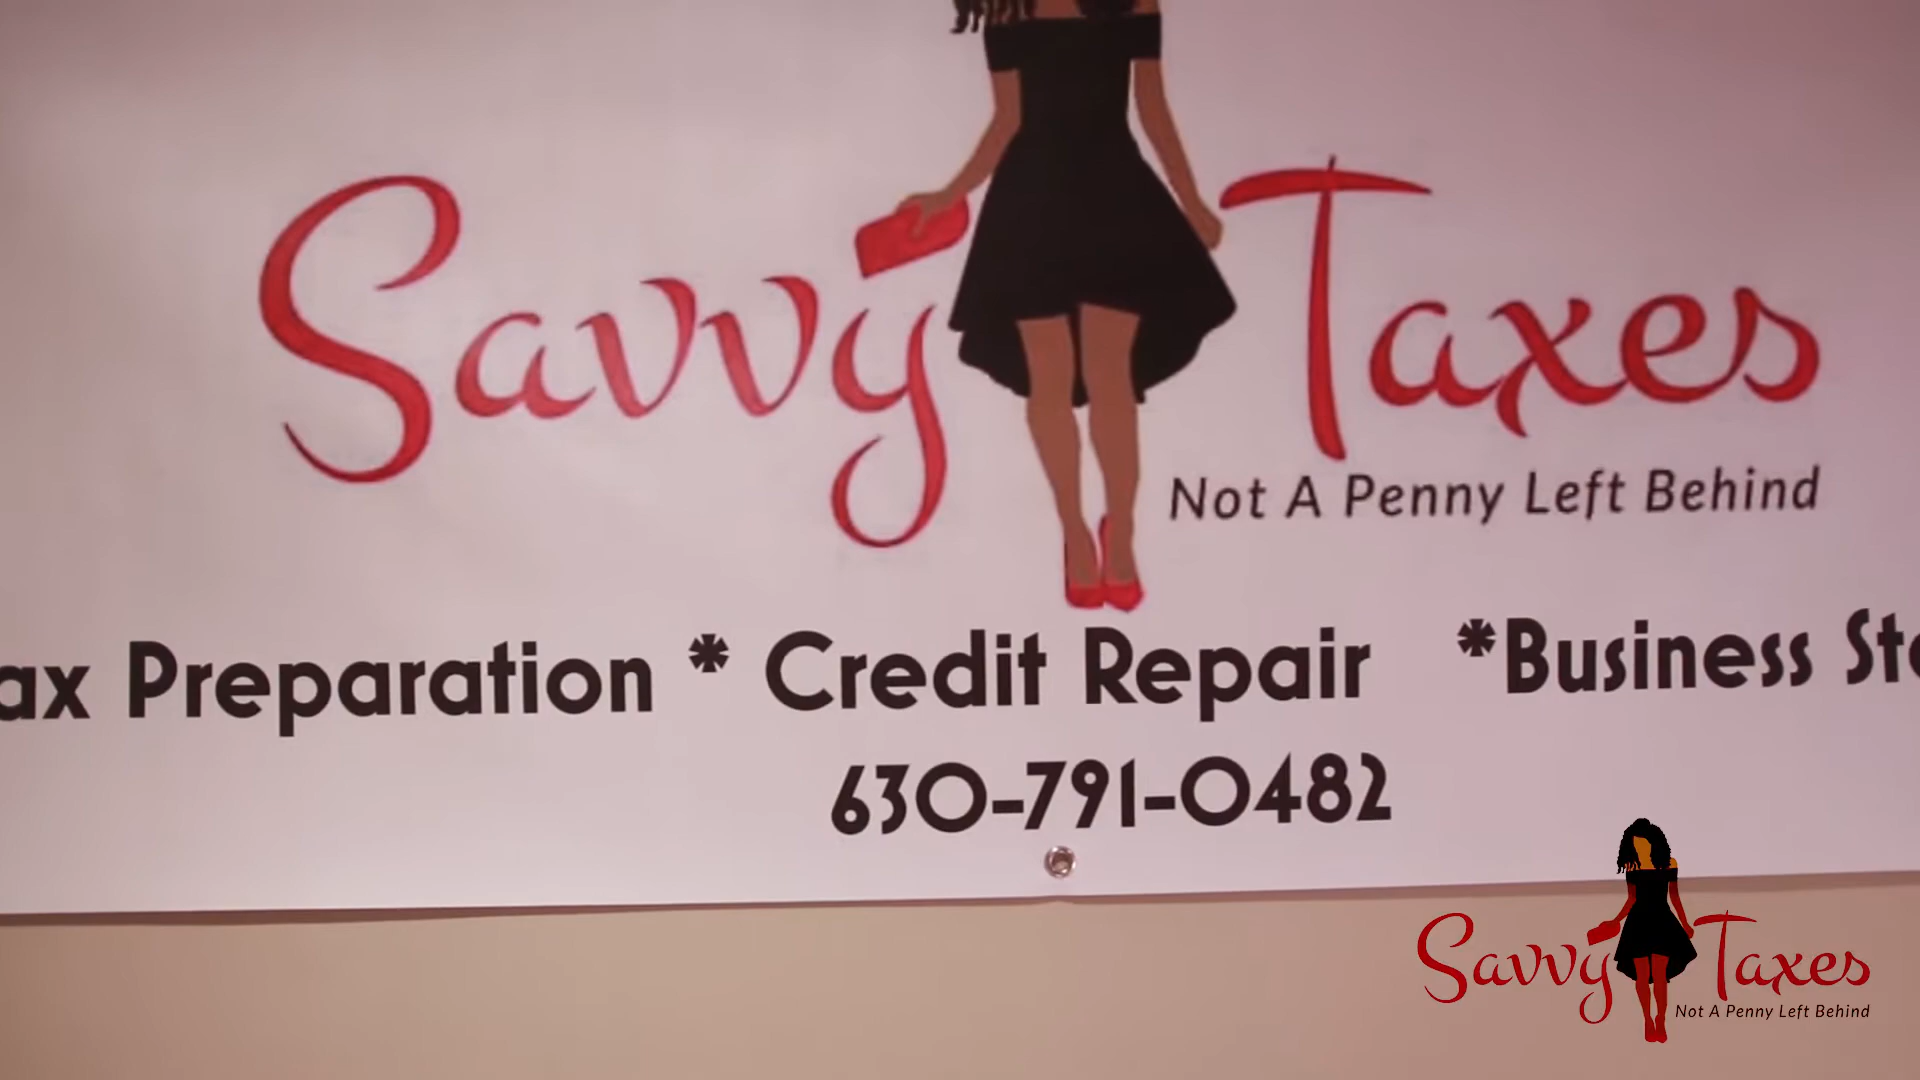 Savvy Taxes
Not A Penny Left Behind
ax Preparation * Credit Repair *Business St
630-791-0482
Savvy Taxes
Not A Penny Left Behind